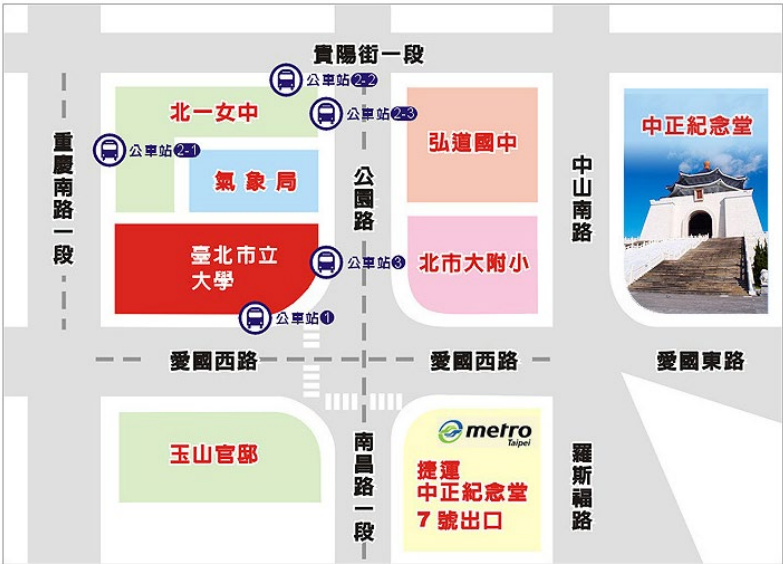 貴陽街一段
公車站2-2
北一女中
公車站2-3
中正紀念堂
重慶南路一段
公車站2-1
弘道國中
氣象局
公園路
中山南路
臺北市立
大學
公車站3
北市大附小
公車站1
愛國西路
愛國西路
愛國東路
玉山官邸
南昌路一段
metro
Taipei
捷運
中正紀念堂
7號出口
羅斯福路